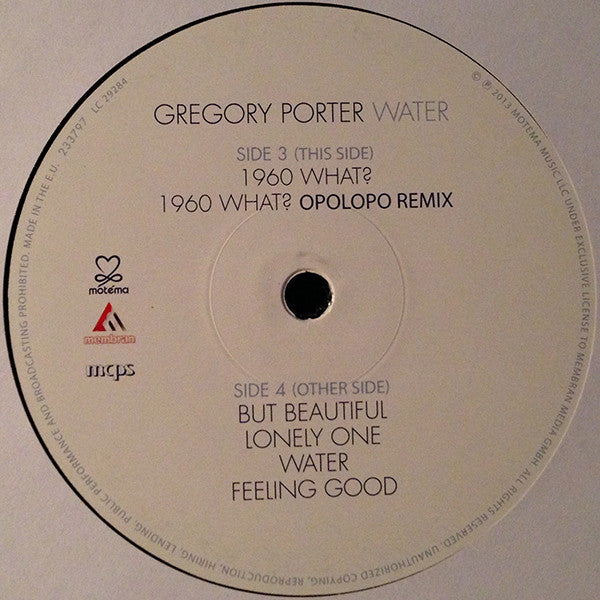 GREGORY PORTER WATER
SIDE 3 (THIS SIDE)
1960 WHAT?
1960 WHAT? OPOLOPO REMIX
motéma
membran
mcps
SIDE 4 (OTHER SIDE)
BUT BEAUTIFUL
LONELY ONE
WATER
FEELING GOOD
© ℗ 2013 MOTEMA MUSIC LLC UNDER EXCLUSIVE LICENSE TO MEMBRAN MEDIA GMBH. ALL RIGHTS RESERVED. UNAUTHORIZED COPYING, REPRODUCTION, HIRING, LENDING, PUBLIC PERFORMANCE AND BROADCASTING PROHIBITED. MADE IN THE E.U. 233797 LC 29284